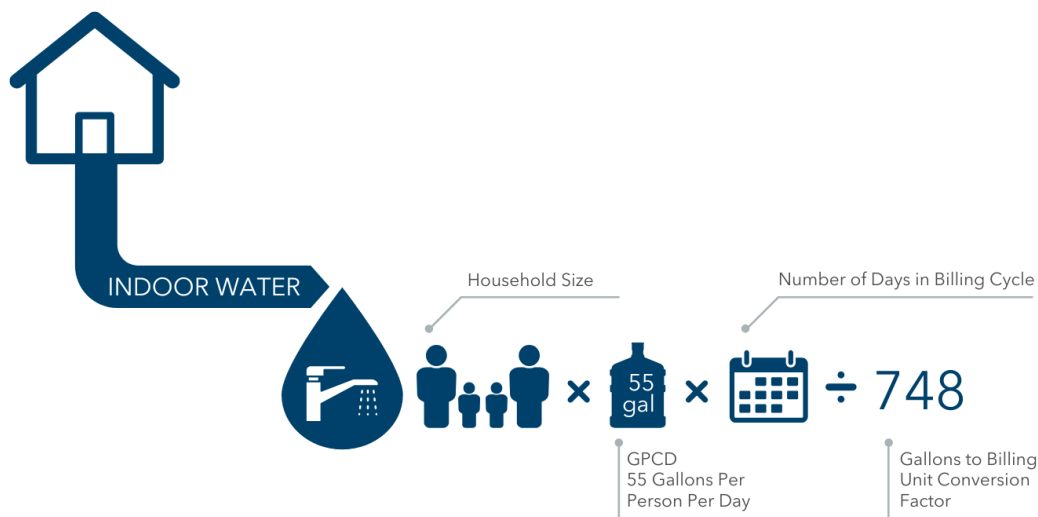 INDOOR WATER
Household Size
Number of Days in Billing Cycle
55
gal
÷ 748
GPCD
55 Gallons Per
Person Per Day
Gallons to Billing
Unit Conversion
Factor